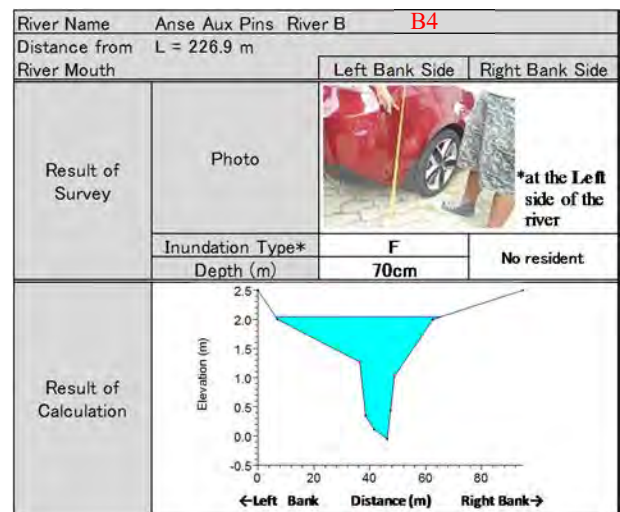 River Name Anse Aux Pins River B B4
Distance from L = 226.9 m
River Mouth Left Bank Side Right Bank Side
Result of
Survey
Photo
*at the Left
side of the
river
Inundation Type* F
No resident
Depth (m) 70cm
Result of
Calculation
Elevation (m)
2.5
2.0
1.5
1.0
0.5
0.0
-0.5
0 20 40 60 80
←Left Bank Distance (m) Right Bank→